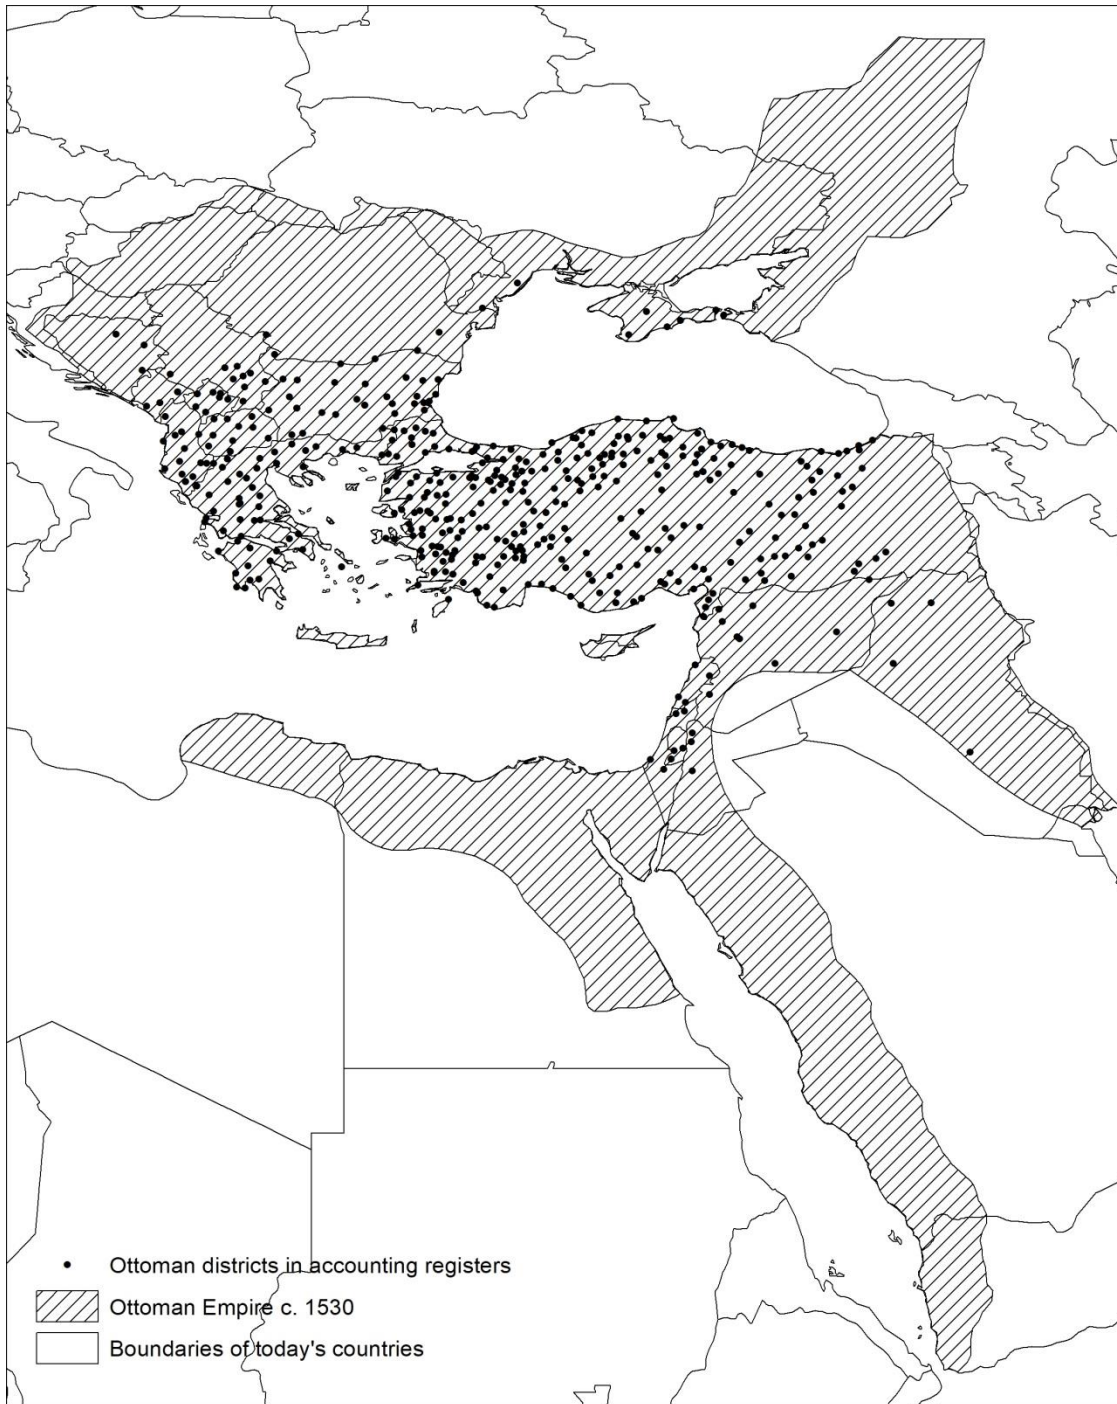 Ottoman districts in accounting registers
Ottoman Empire c. 1530
Boundaries of today's countries